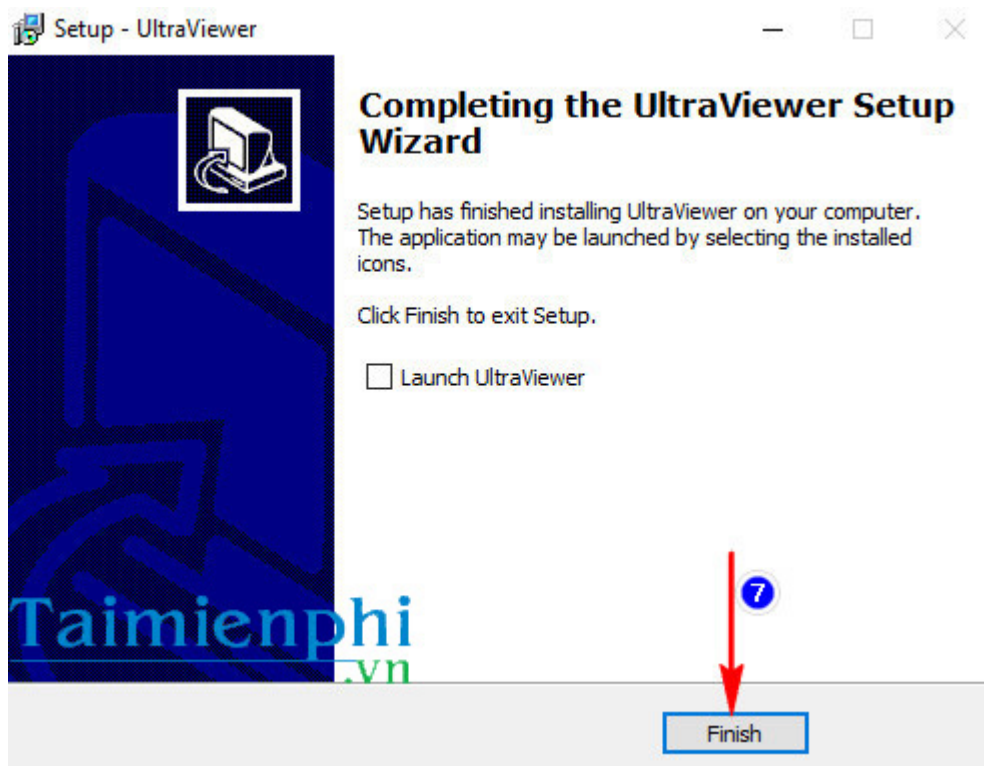 Setup - UltraViewer
Completing the UltraViewer Setup
Wizard
Setup has finished installing UltraViewer on your computer.
The application may be launched by selecting the installed
icons.
Click Finish to exit Setup.
Launch UltraViewer
7
Taimienphi
.vn
Finish